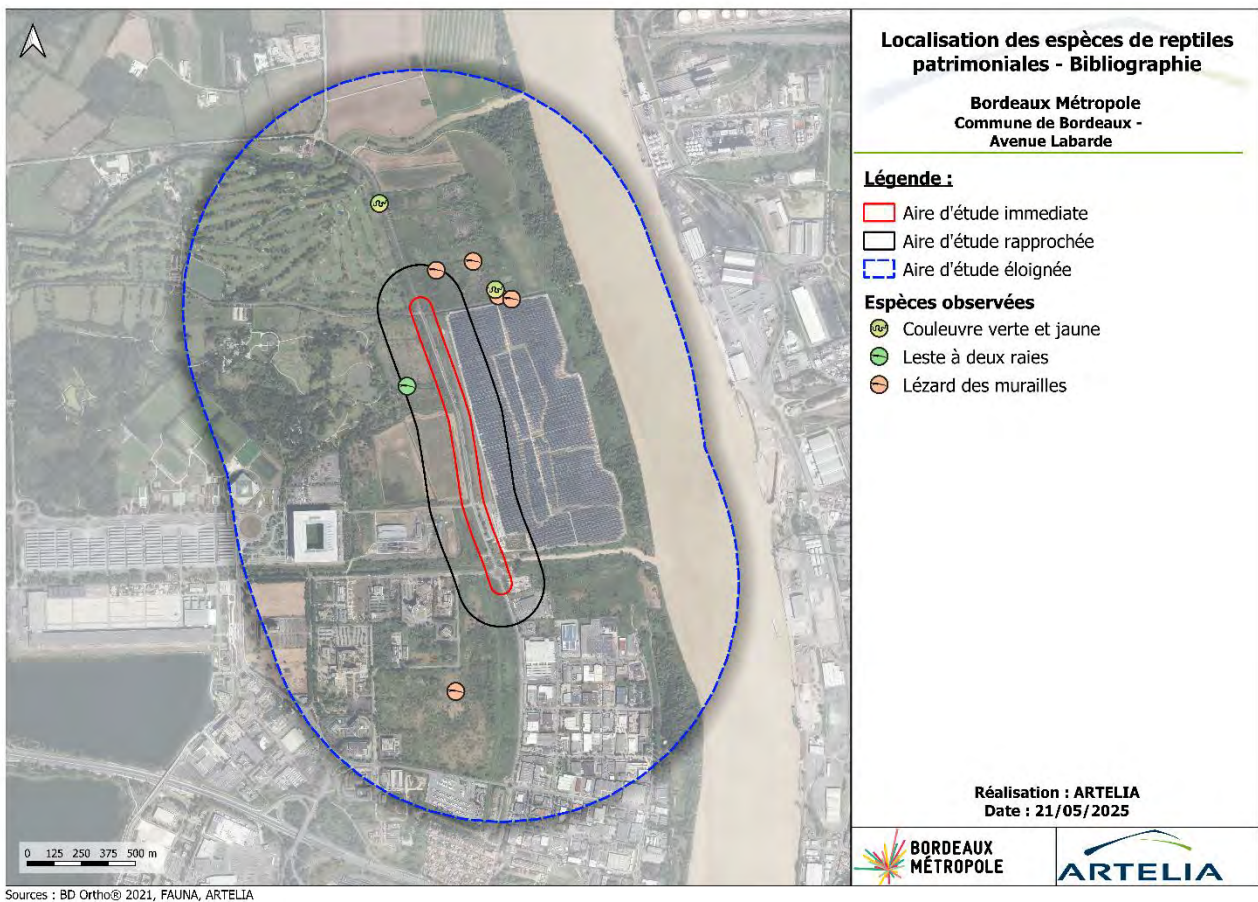 Localisation des espèces de reptiles
patrimoniales - Bibliographie
Bordeaux Métropole
Commune de Bordeaux -
Avenue Labarde
Légende :
Aire d'étude immediate
Aire d'étude rapprochée
Aire d'étude éloignée
Espèces observées
Couleuvre verte et jaune
Leste à deux raies
Lézard des murailles
Réalisation : ARTELIA
Date : 21/05/2025
BORDEAUX
MÉTROPOLE
ARTELIA
0 125 250 375 500 m
Sources : BD Ortho® 2021, FAUNA, ARTELIA